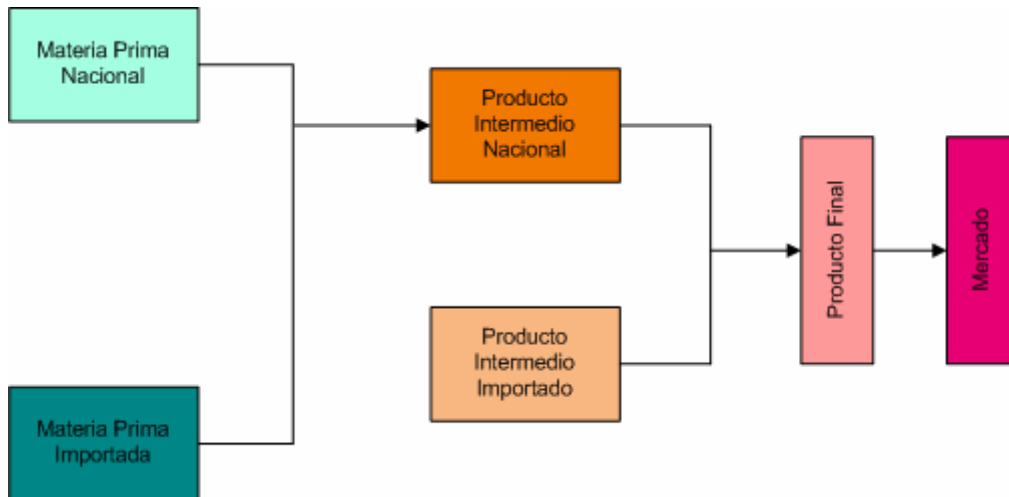 Materia Prima
Nacional
Producto
Intermedio
Nacional
Producto Final
Mercado
Producto
Intermedio
Importado
Materia Prima
Importada